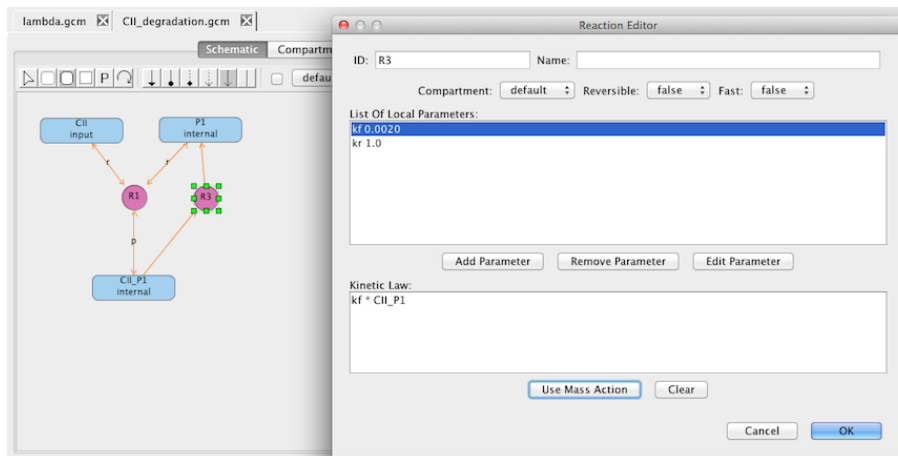 lambda.gcm CII_degradation.gcm
Schematic Compartm
P defau
CII
input
P1
internal
r r
R1 R3
p
CII_P1
internal
Reaction Editor
ID: R3 Name:
Compartment: default Reversible: false Fast: false
List Of Local Parameters:
kf 0.0020
kr 1.0
Add Parameter Remove Parameter Edit Parameter
Kinetic Law:
kf * CII_P1
Use Mass Action Clear
Cancel OK